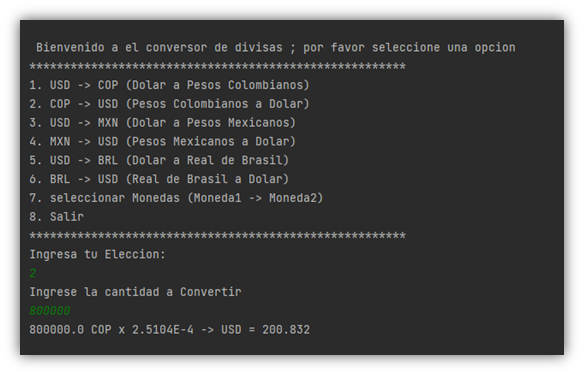 Bienvenido a el conversor de divisas ; por favor seleccione una opcion
*******************************************************
1. USD -> COP (Dolar a Pesos Colombianos)
2. COP -> USD (Pesos Colombianos a Dolar)
3. USD -> MXN (Dolar a Pesos Mexicanos)
4. MXN -> USD (Pesos Mexicanos a Dolar)
5. USD -> BRL (Dolar a Real de Brasil)
6. BRL -> USD (Real de Brasil a Dolar)
7. seleccionar Monedas (Moneda1 -> Moneda2)
8. Salir
*******************************************************
Ingresa tu Eleccion:
2
Ingrese la cantidad a Convertir
800000
800000.0 COP x 2.5104E-4 -> USD = 200.832